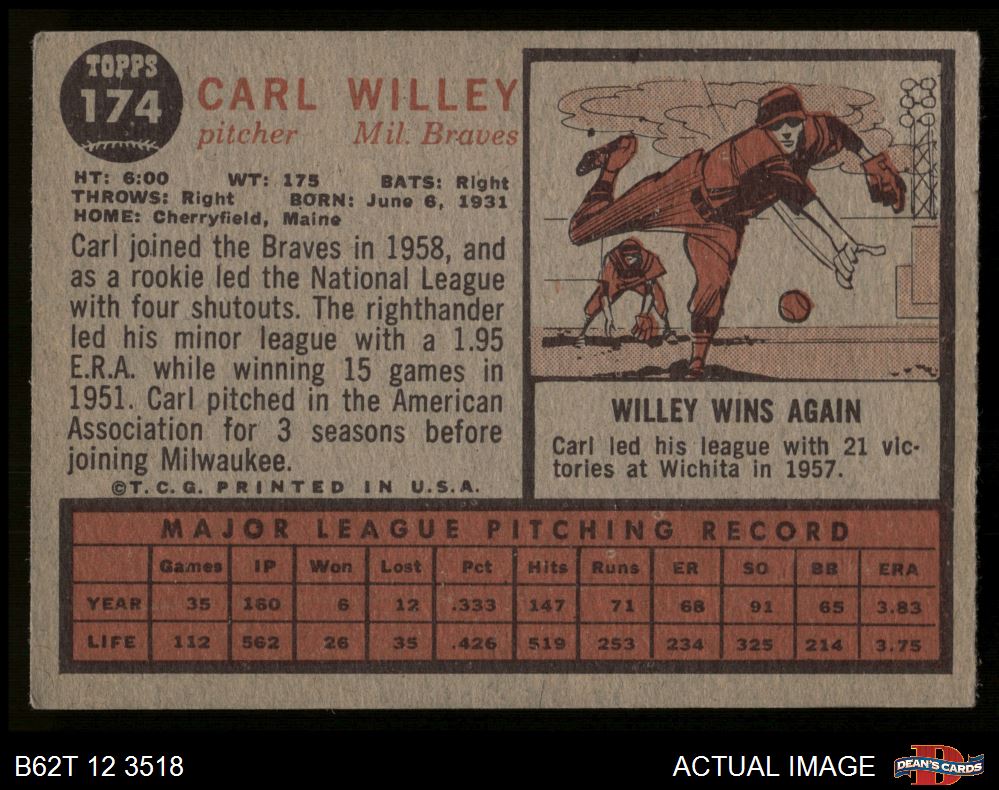 TOPPS
174
CARL WILLEY
pitcher Mil. Braves
HT: 6:00 WT: 175 BATS: Right
THROWS: Right BORN: June 6, 1931
HOME: Cherryfield, Maine
Carl joined the Braves in 1958, and
as a rookie led the National League
with four shutouts. The righthander
led his minor league with a 1.95
E.R.A. while winning 15 games in
1951. Carl pitched in the American
Association for 3 seasons before
joining Milwaukee.
©T.C.G. PRINTED IN U.S.A.
WILLEY WINS AGAIN
Carl led his league with 21 vic-
tories at Wichita in 1957.
MAJOR LEAGUE PITCHING RECORD
Games IP Won Lost Pct Hits Runs ER SO BB ERA
YEAR 35 160 6 12 .333 147 71 68 91 65 3.83
LIFE 112 562 26 35 .426 519 253 234 325 214 3.75
B62T 12 3518
ACTUAL IMAGE
DEAN'S CARDS